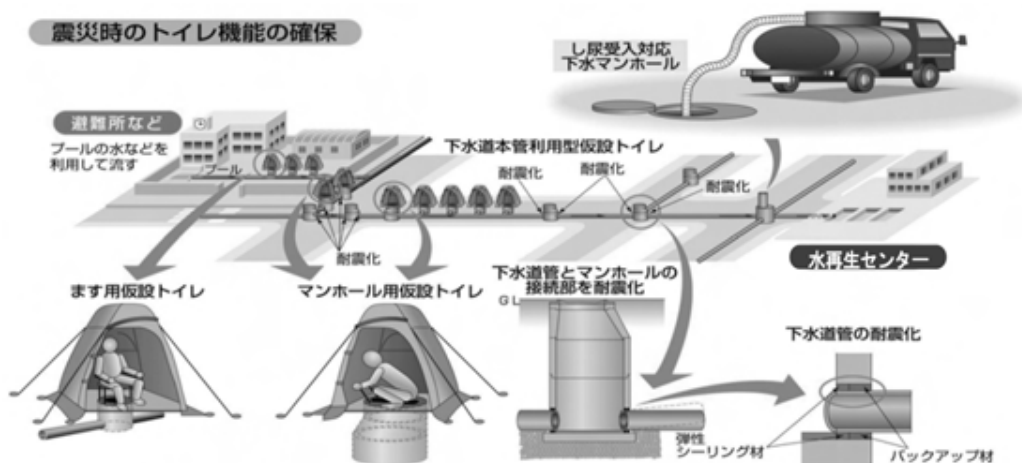 震災時のトイレ機能の確保
し尿受入対応
下水マンホール
避難所など
プールの水などを
利用して流す
プール
下水道本管利用型仮設トイレ
耐震化
耐震化
耐震化
耐震化
水再生センター
ます用仮設トイレ
マンホール用仮設トイレ
下水道管とマンホールの
接続部を耐震化
GL
下水道管の耐震化
弾性
シーリング材
バックアップ材